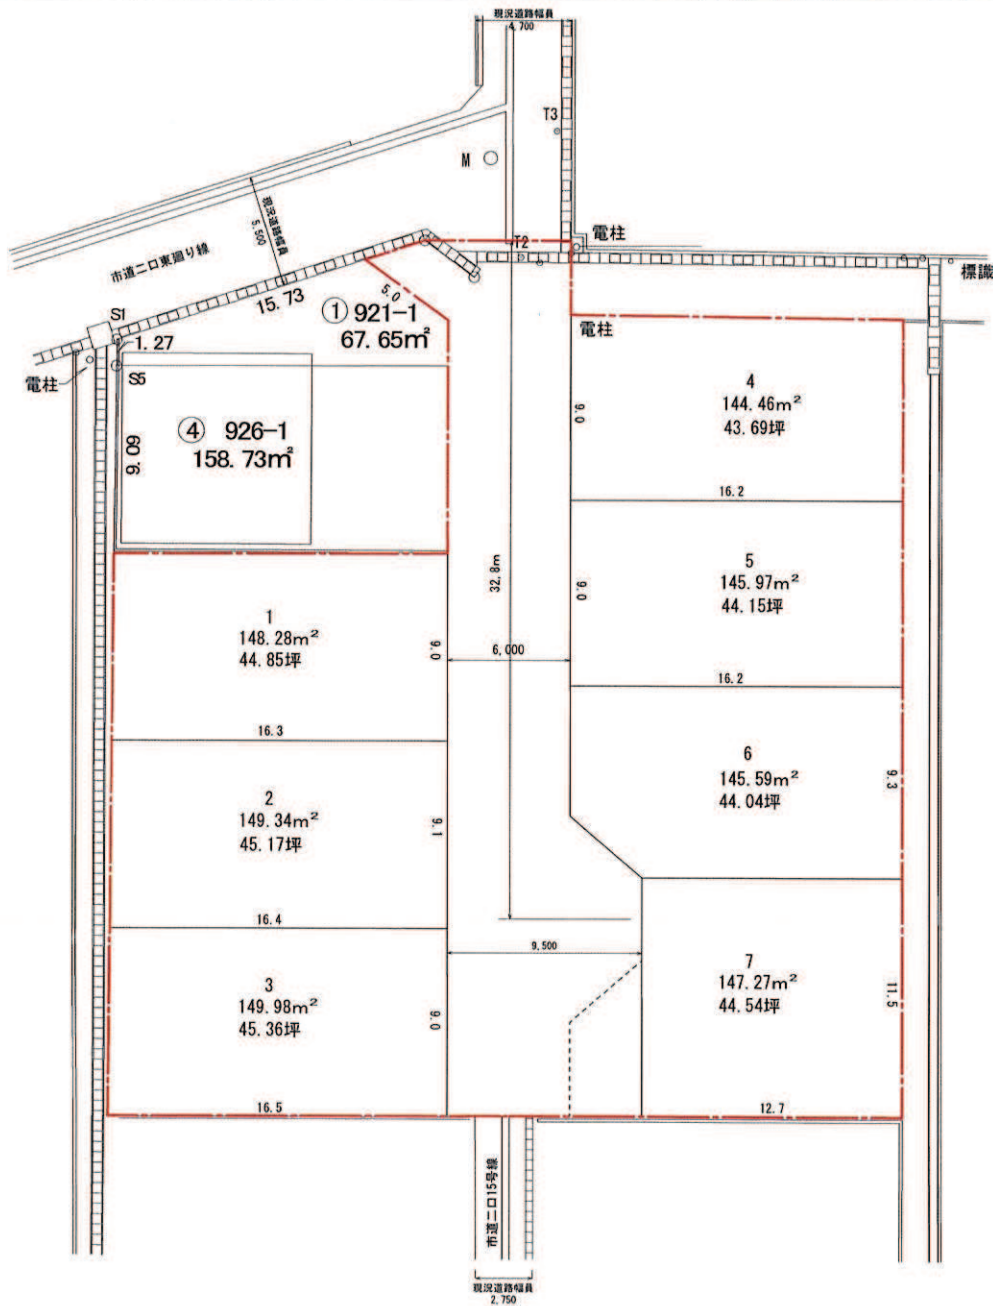 現況道路幅員
4,700
T3
M
現況道路幅員
5,500
市道二口東廻り線
電柱
T2
標識
15.73
5.0
① 921-1
67.65m²
S1
1.27
電柱
電柱
S5
④ 926-1
158.73m²
9.09
4
144.46m²
43.69坪
9.0
16.2
32.8m
5
145.97m²
44.15坪
9.0
16.2
1
148.28m²
44.85坪
9.0
16.3
6,000
6
145.59m²
44.04坪
9.3
2
149.34m²
45.17坪
9.1
16.4
9,500
7
147.27m²
44.54坪
11.5
12.7
3
149.98m²
45.36坪
9.0
16.5
市道二口15号線
現況道路幅員
2,750